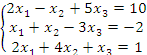 2x₁ − x₂ + 5x₃ = 10
x₁ + x₂ − 3x₃ = −2
2x₁ + 4x₂ + x₃ = 1